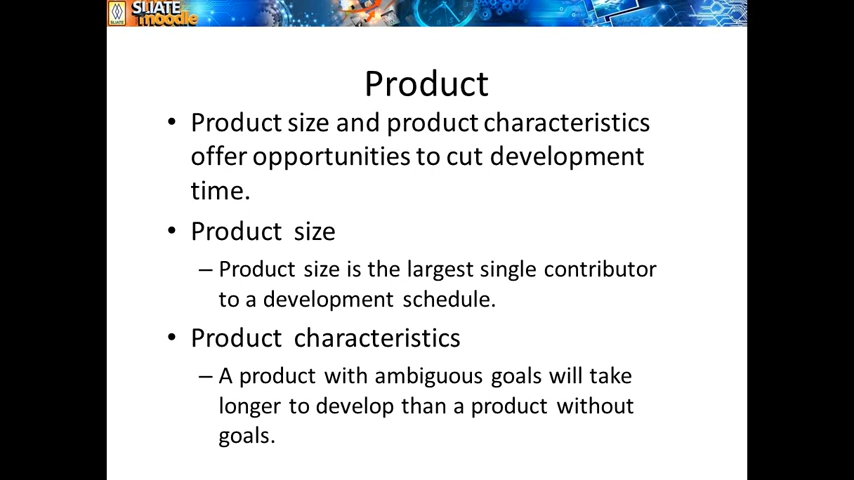 SLIATE
moodle
SLIATE
Product
• Product size and product characteristics
offer opportunities to cut development
time.
• Product size
– Product size is the largest single contributor
to a development schedule.
• Product characteristics
– A product with ambiguous goals will take
longer to develop than a product without
goals.